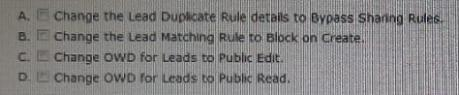 A. Change the Lead Duplicate Rule details to Bypass Sharing Rules.
B. Change the Lead Matching Rule to Block on Create.
C. Change OWD for Leads to Public Edit.
D. Change OWD for Leads to Public Read.